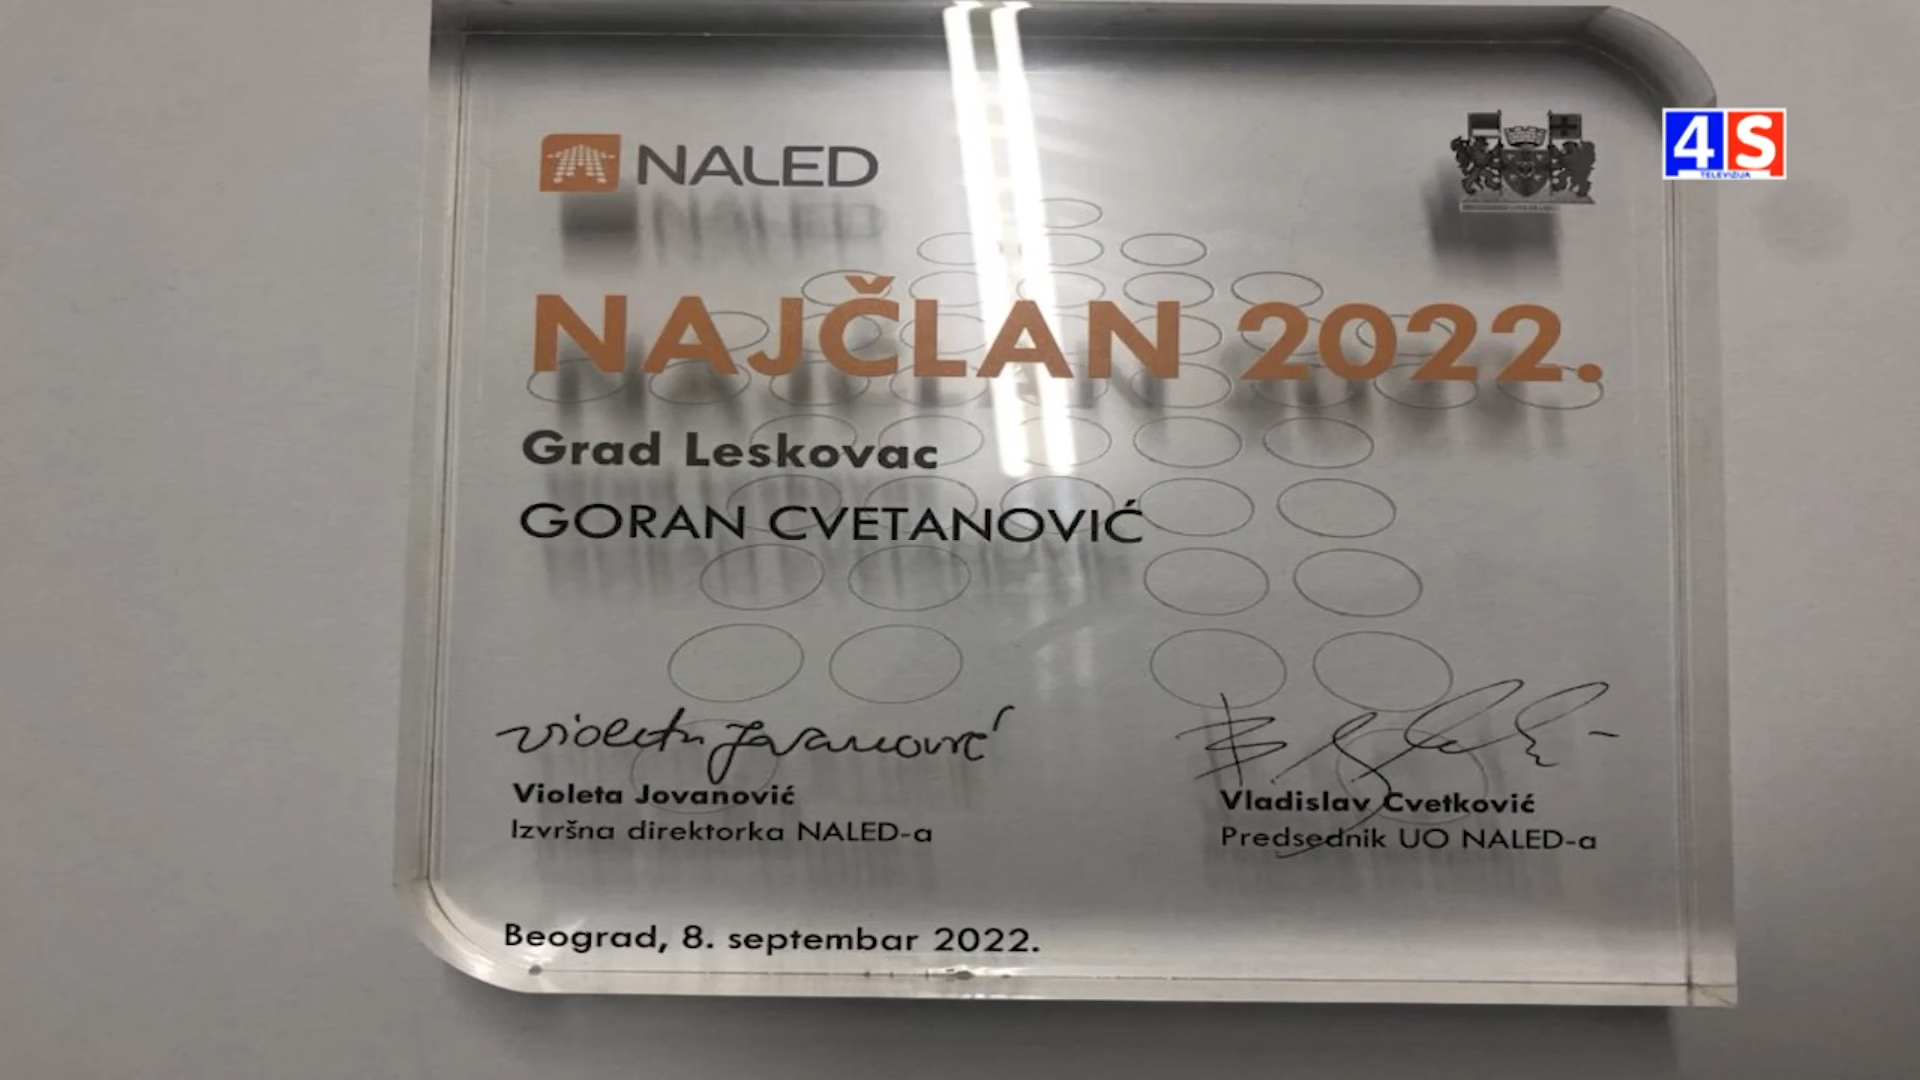 NALED
4S
TELEVIZIJA
NAJČLAN 2022.
Grad Leskovac
GORAN CVETANOVIĆ
Violeta Jovanović
Violeta Jovanović
Izvršna direktorka NALED-a
Vladislav Cvetković
Predsednik UO NALED-a
Beograd, 8. septembar 2022.